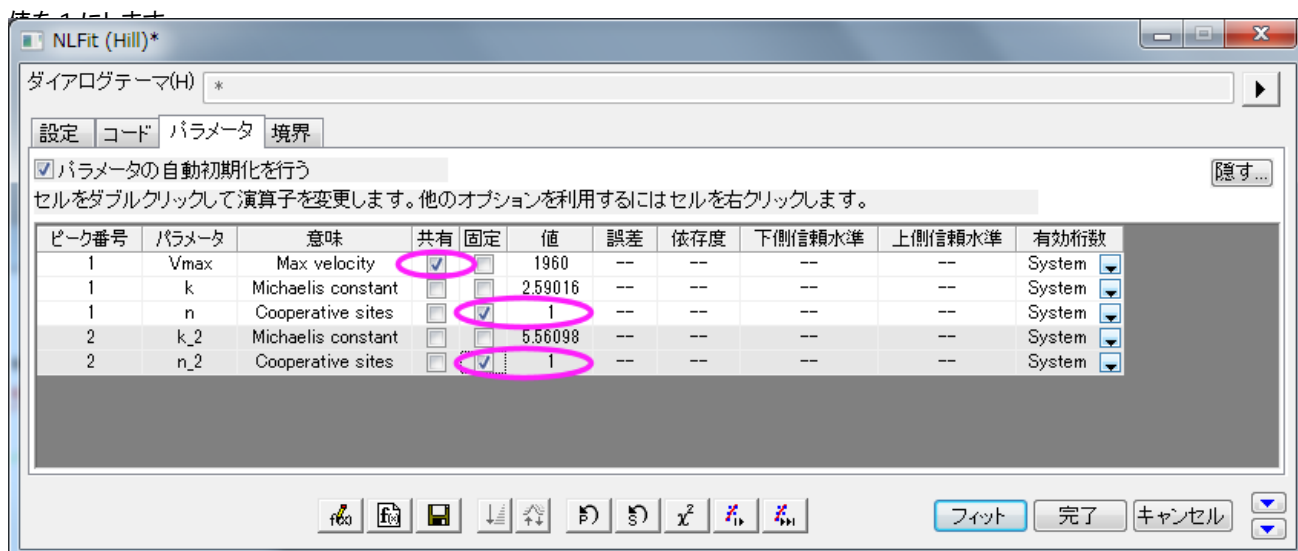 値を 1 にします
NLFit (Hill)*
ダイアログテーマ(H) *
設定 コード パラメータ 境界
パラメータの自動初期化を行う 隠す...
セルをダブルクリックして演算子を変更します。他のオプションを利用するにはセルを右クリックします。
ピーク番号 パラメータ 意味 共有 固定 値 誤差 依存度 下側信頼水準 上側信頼水準 有効桁数
1 Vmax Max velocity 1960 -- -- -- -- System
1 k Michaelis constant 2.59016 -- -- -- -- System
1 n Cooperative sites 1 -- -- -- -- System
2 k_2 Michaelis constant 5.56098 -- -- -- -- System
2 n_2 Cooperative sites 1 -- -- -- -- System
フィット 完了 キャンセル